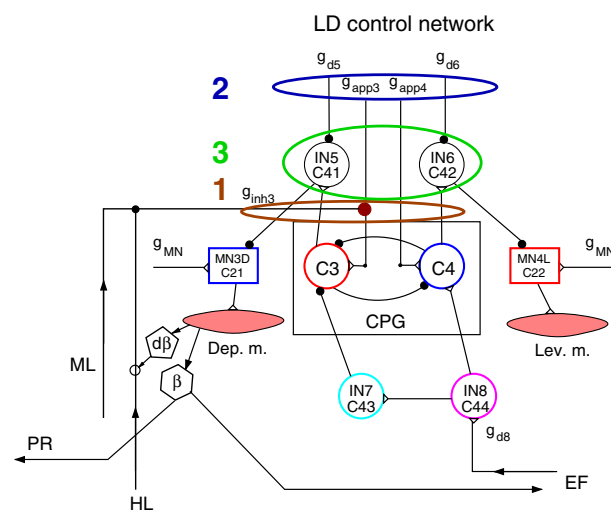 LD control network
g_d5 g_d6
2 g_app3 g_app4
3 IN5 IN6
C41 C42
1 g_inh3
g_MN MN3D MN4L g_MN
C21 C22
C3 C4
CPG
Dep. m. Lev. m.
dβ
ML
β IN7 IN8
C43 C44
g_d8
PR
EF
HL